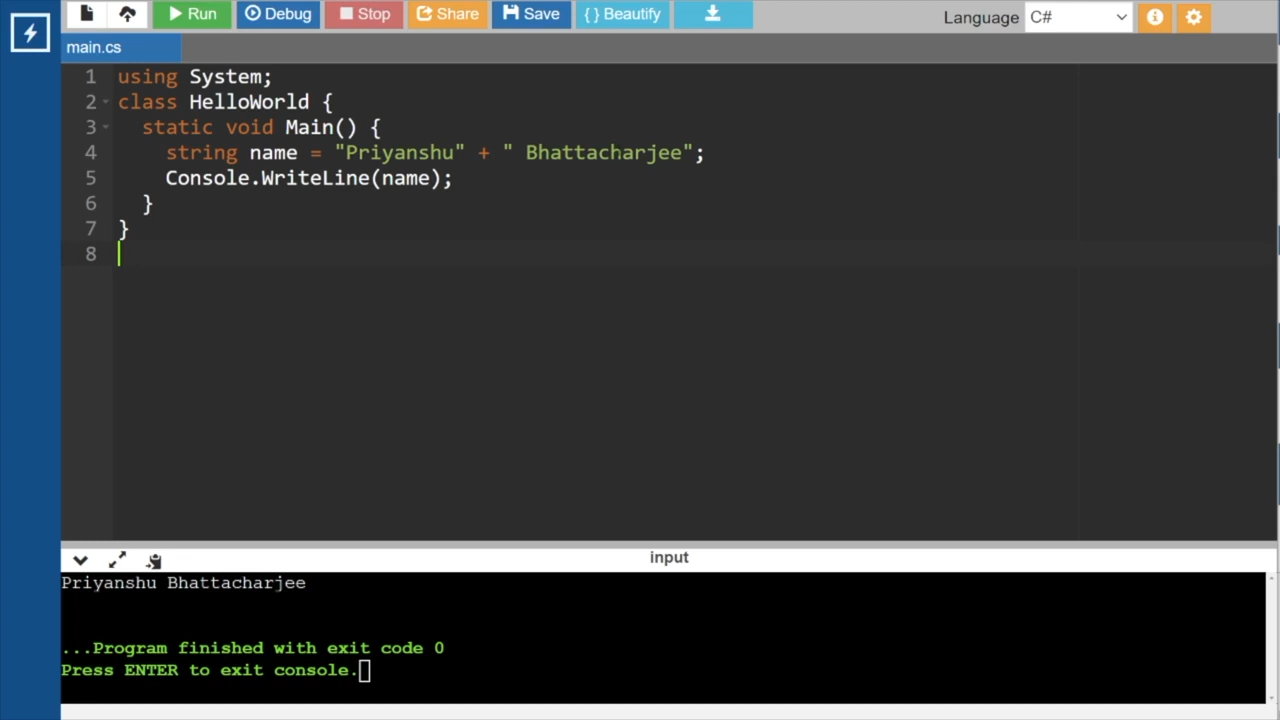 Run Debug Stop Share Save { } Beautify Language C#
main.cs
1 using System;
2 class HelloWorld {
3 static void Main() {
4 string name = "Priyanshu" + " Bhattacharjee";
5 Console.WriteLine(name);
6 }
7 }
8
input
Priyanshu Bhattacharjee
...Program finished with exit code 0
Press ENTER to exit console.